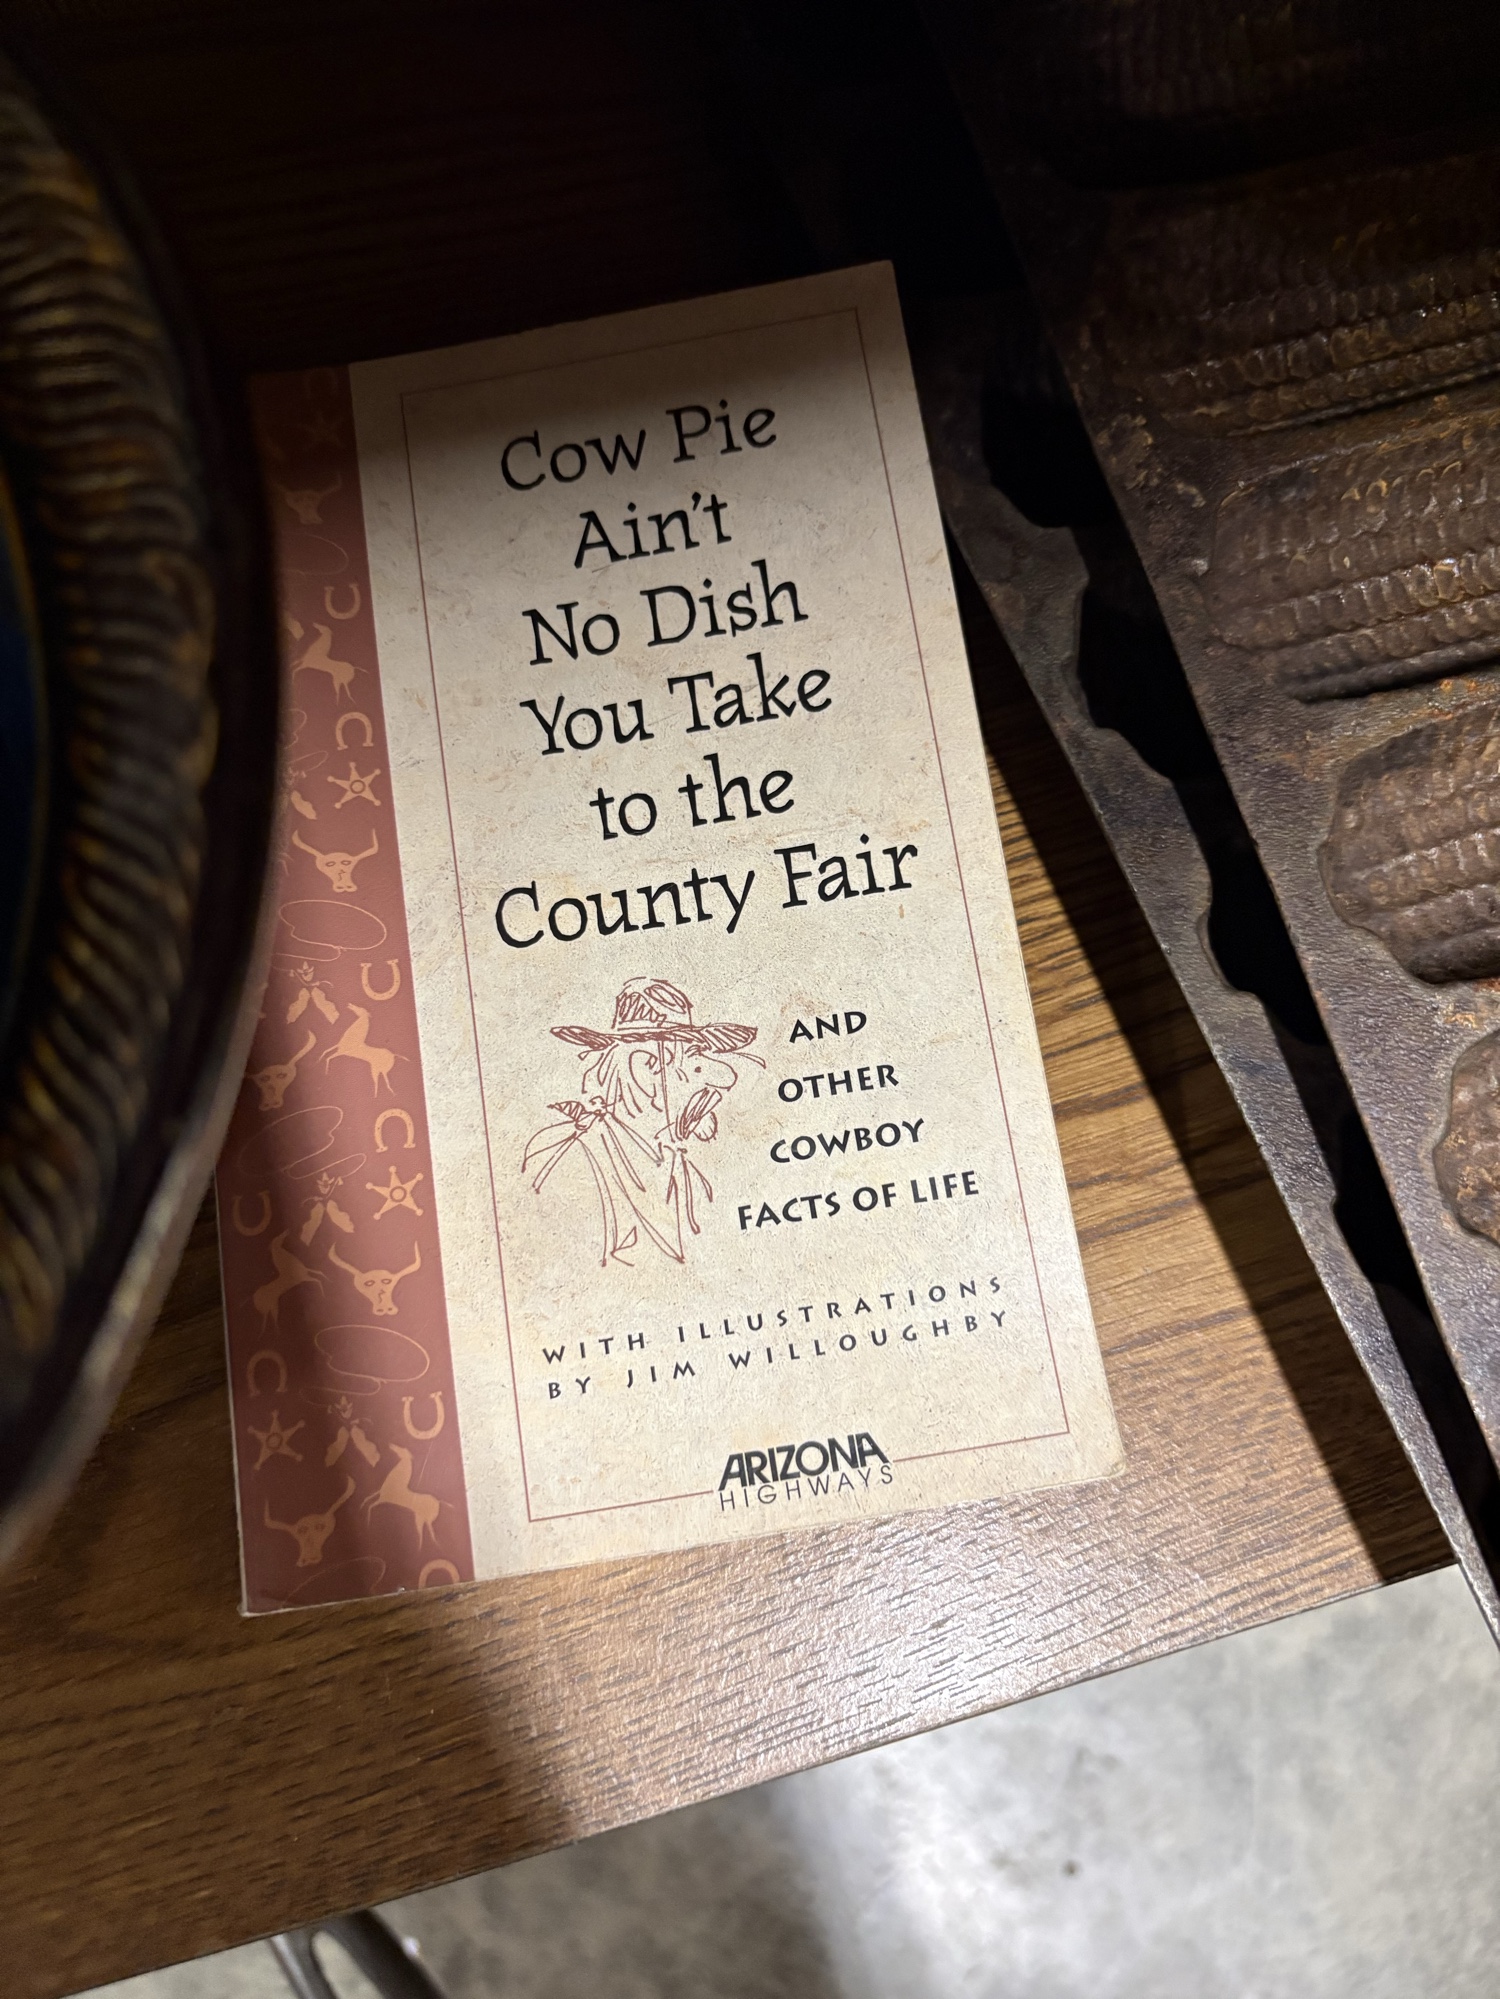 Cow Pie
Ain't
No Dish
You Take
to the
County Fair
AND
OTHER
COWBOY
FACTS OF LIFE
WITH ILLUSTRATIONS
BY JIM WILLOUGHBY
ARIZONA
HIGHWAYS